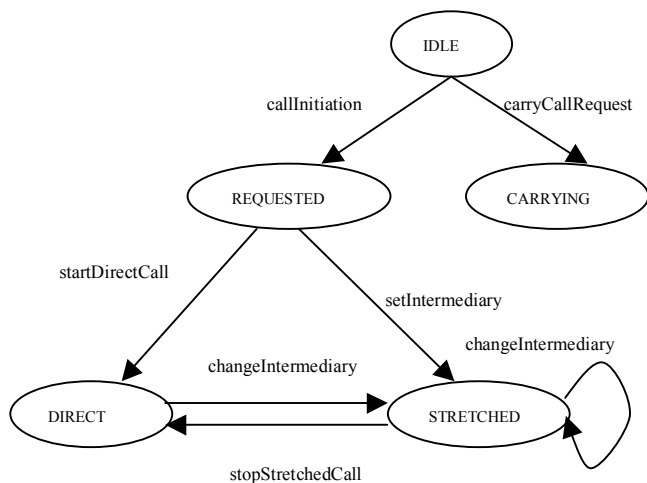 IDLE
callInitiation
carryCallRequest
REQUESTED
CARRYING
startDirectCall
setIntermediary
changeIntermediary
changeIntermediary
DIRECT
STRETCHED
stopStretchedCall